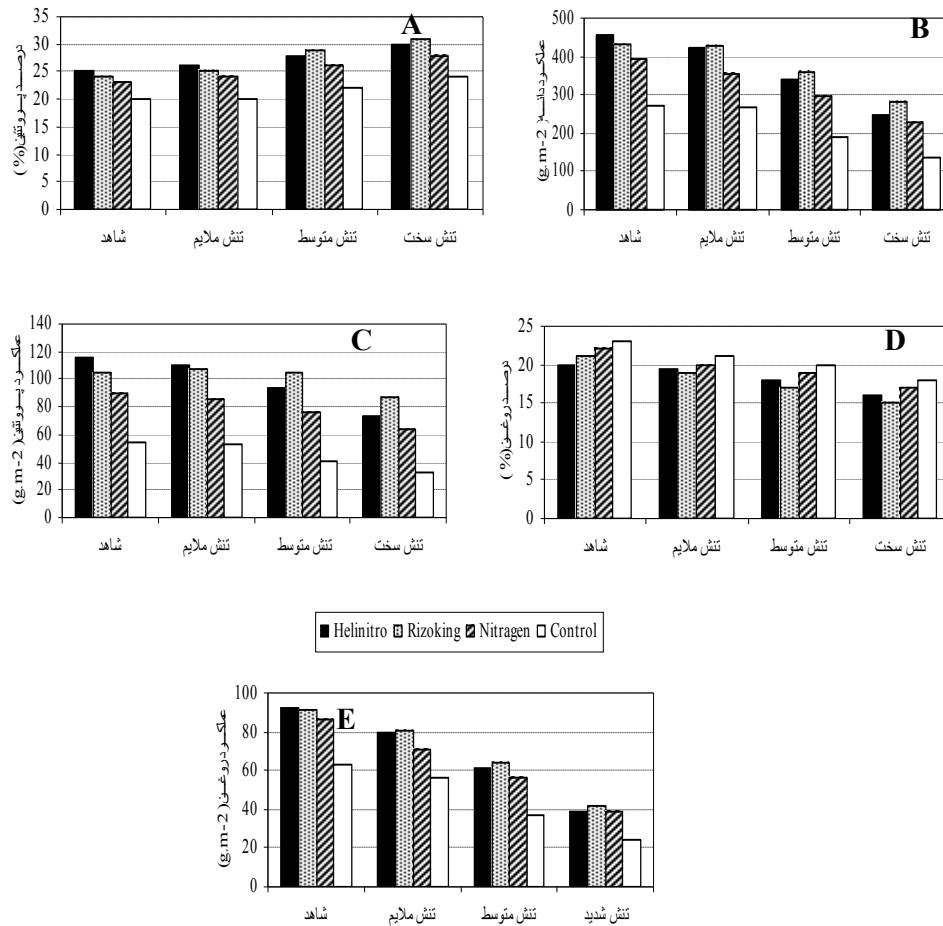 A
35
30
25
20
15
10
5
0
درصد پروتئین(%)
شاهد تنش ملایم تنش متوسط تنش سخت
B
500
400
300
200
100
0
عملکرد دانه (g.m-2)
شاهد تنش ملایم تنش متوسط تنش سخت
C
140
120
100
80
60
40
20
0
عملکرد پروتئین(g.m-2)
شاهد تنش ملایم تنش متوسط تنش سخت
D
25
20
15
10
5
0
درصد روغن(%)
شاهد تنش ملایم تنش متوسط تنش سخت
Helinitro Rizoking Nitragen Control
E
100
80
60
40
20
0
عملکرد روغن(g.m-2)
شاهد تنش ملایم تنش متوسط تنش شدید